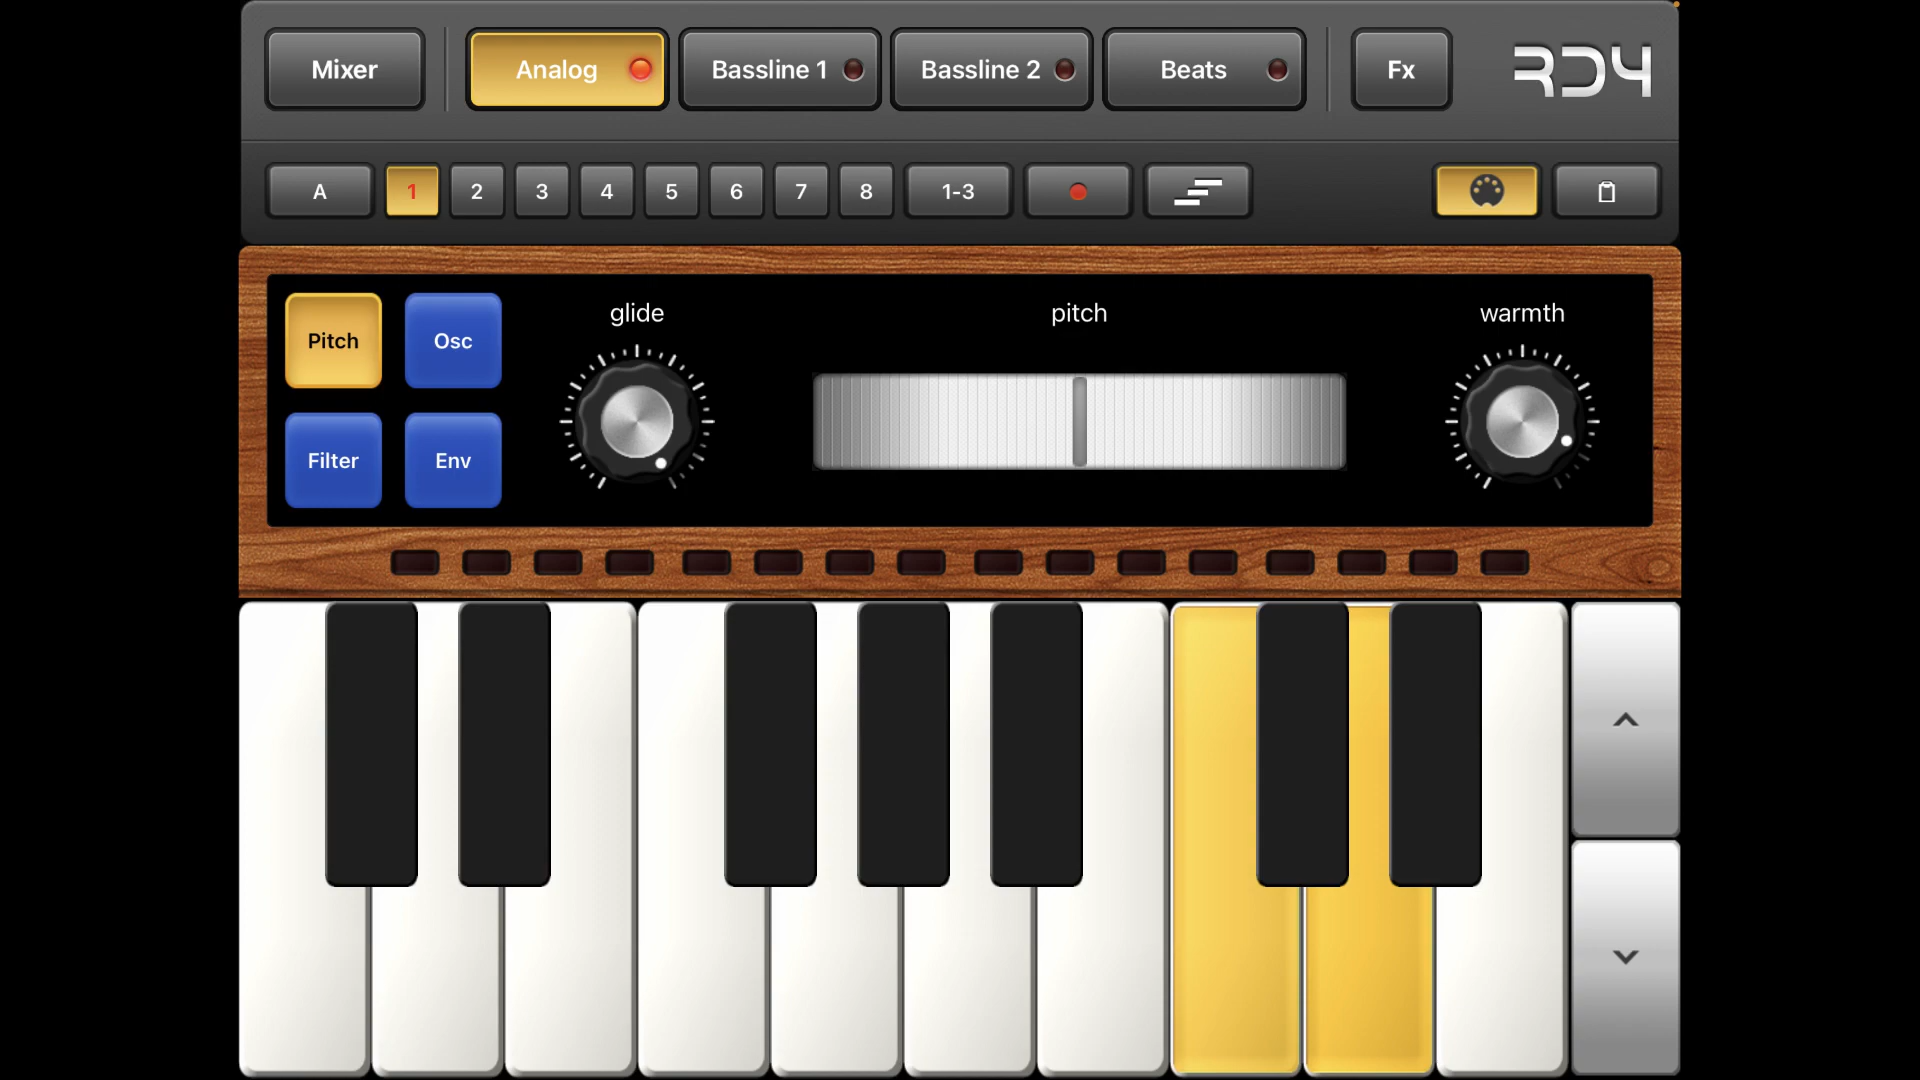 Mixer
Analog
Bassline 1
Bassline 2
Beats
Fx
RD4
A
1
2
3
4
5
6
7
8
1-3
glide
pitch
warmth
Pitch
Osc
Filter
Env